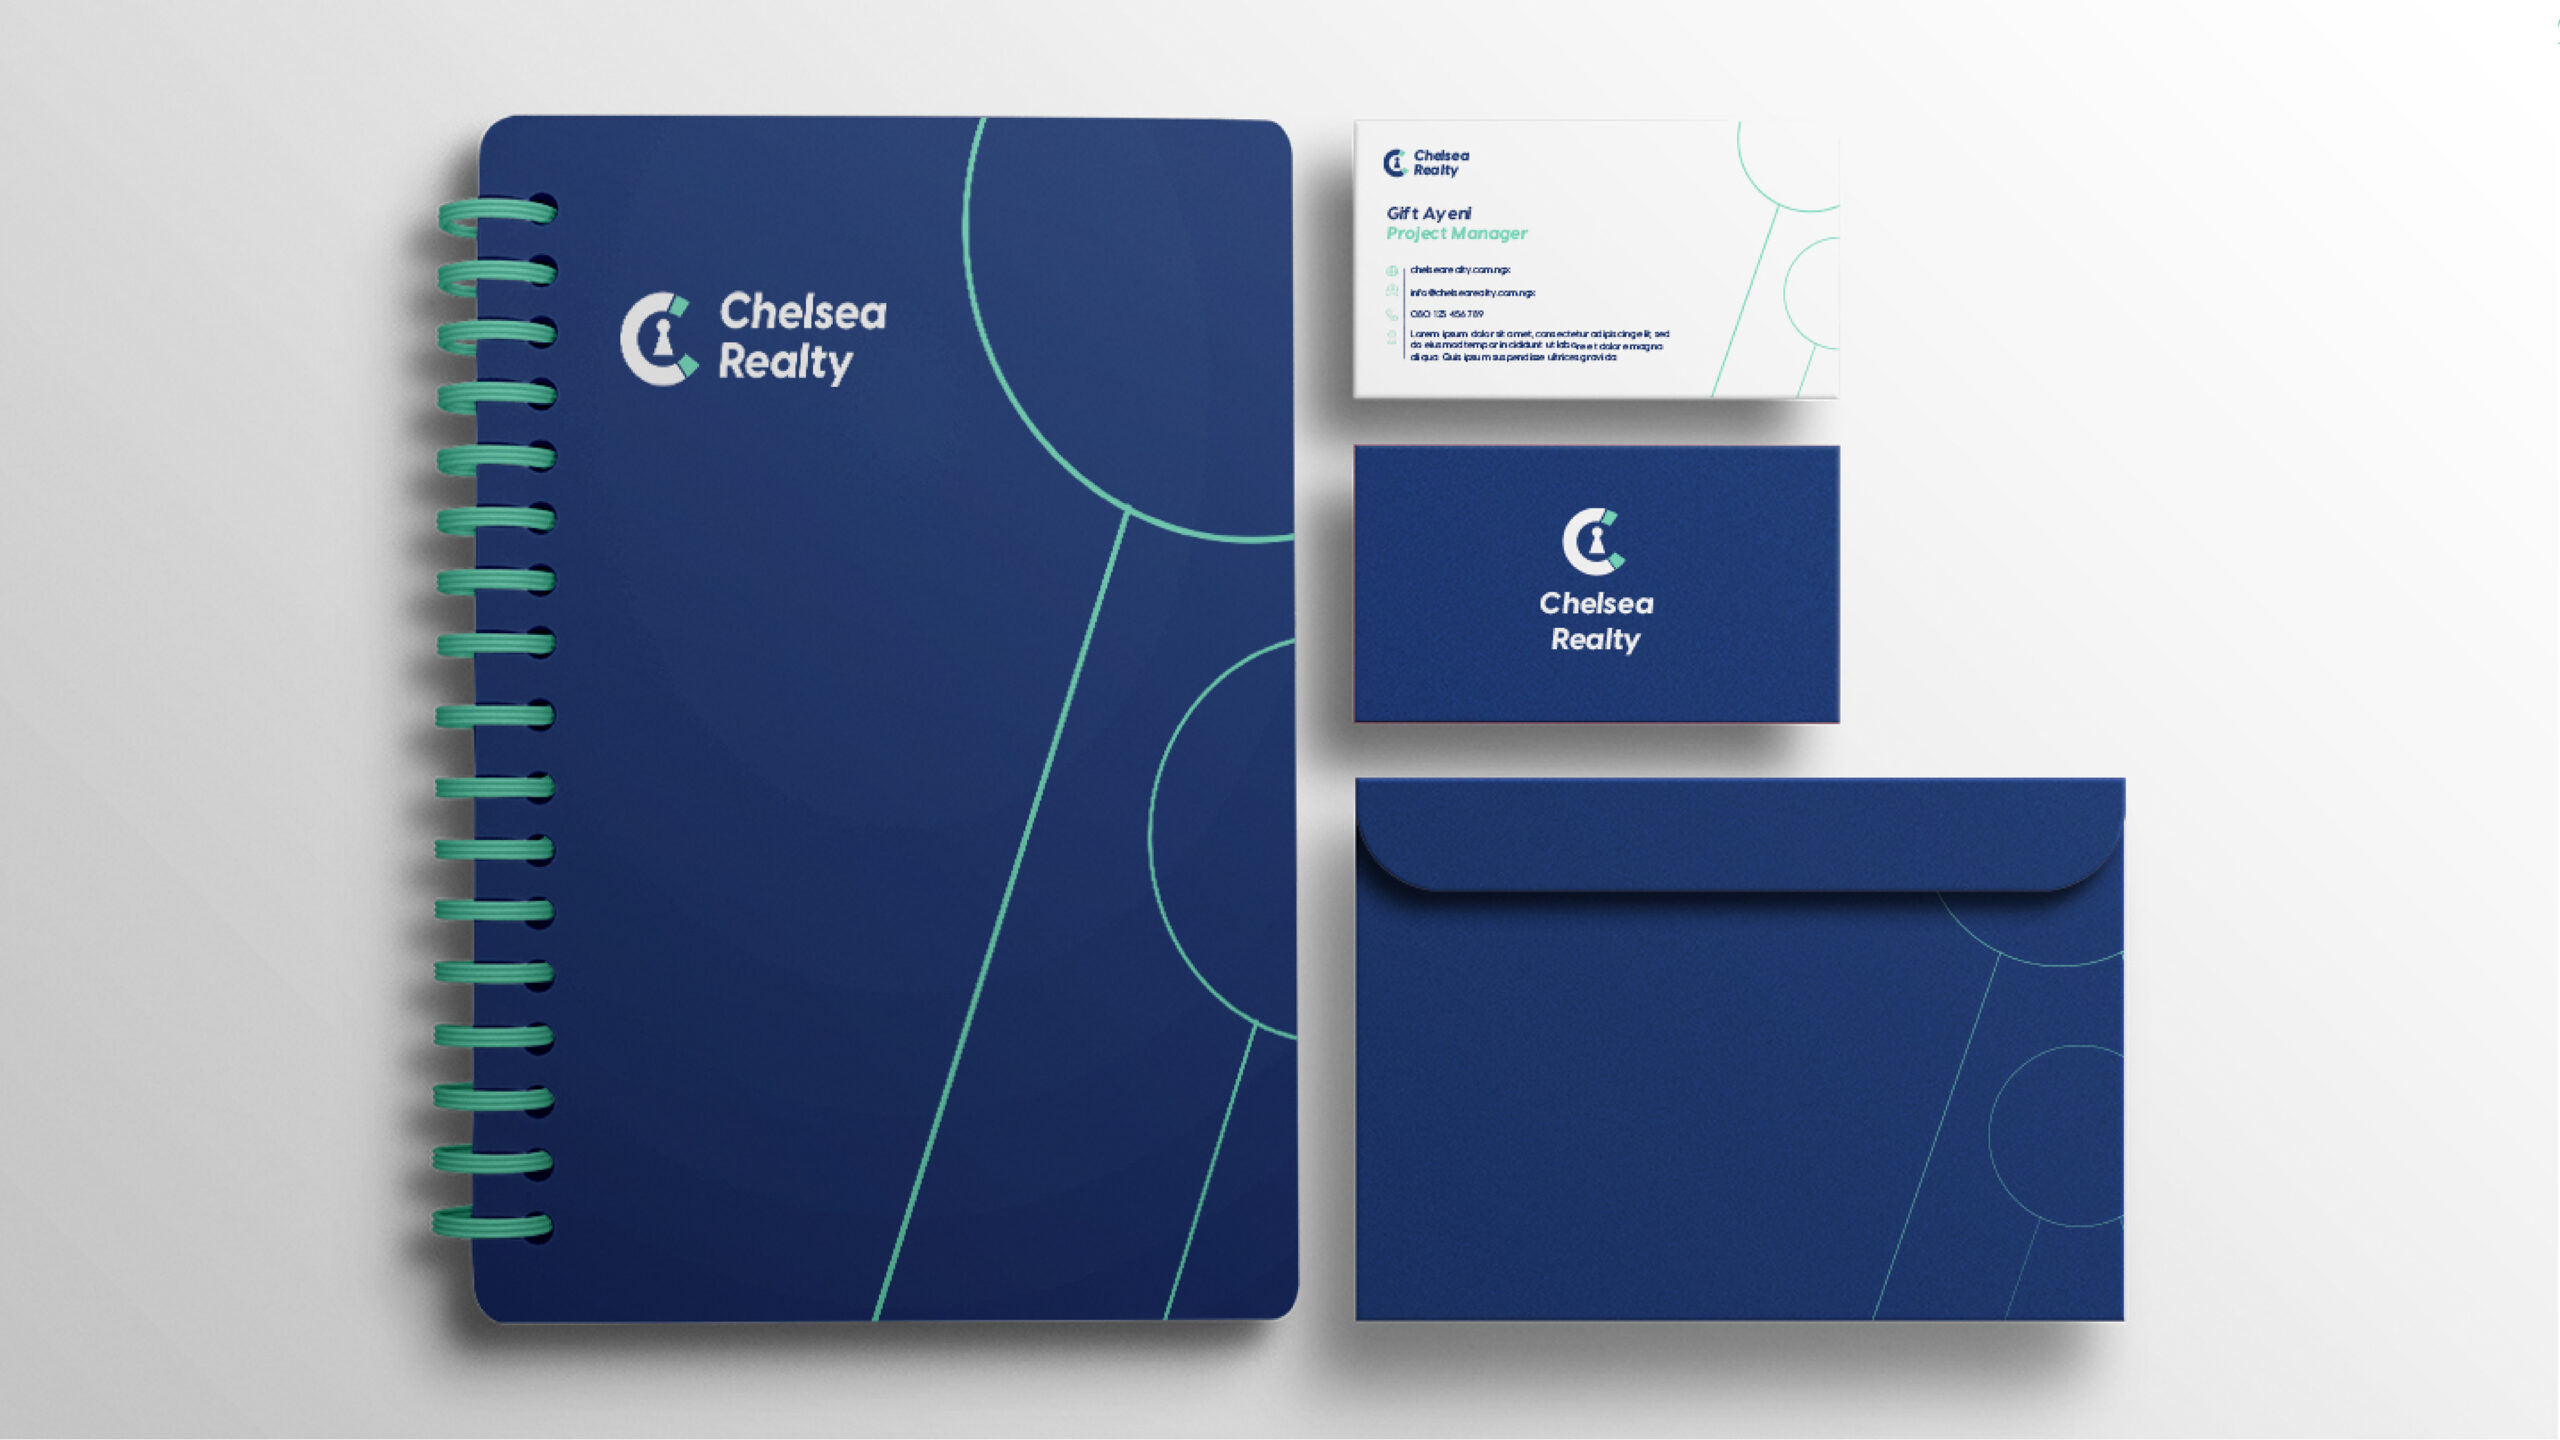 Chelsea
Realty
Chelsea
Realty
Gift Ayeni
Project Manager
chelsearealty.com.ngx
info@chelsearealty.com.ngx
080 123 456 789
Lorem ipsum dolor sit amet, consectetur adipiscing elit, sed
do eiusmod tempor incididunt ut labore et dolore magna
aliqua. Quis ipsum suspendisse ultrices gravida
Chelsea
Realty